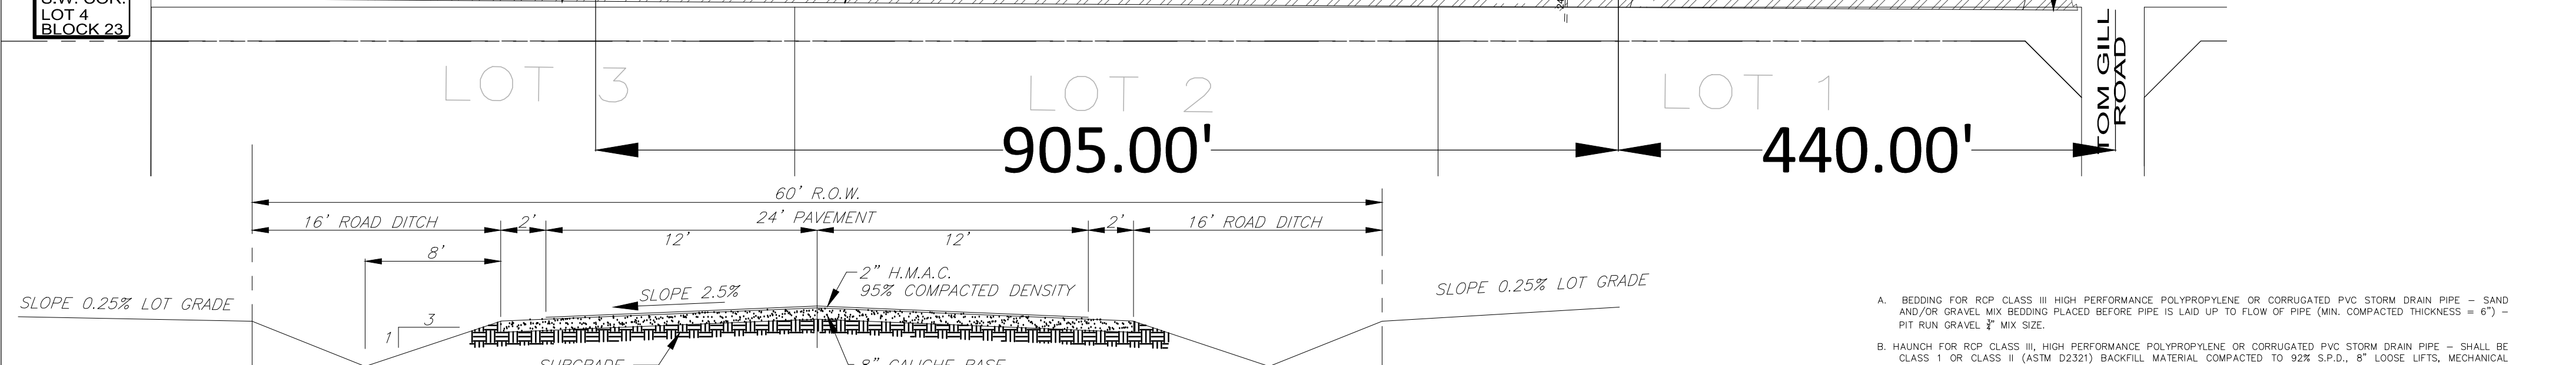 S.W. COR.
LOT 4
BLOCK 23
LOT 3
LOT 2
LOT 1
TOM GILL
ROAD
905.00'
440.00'
60' R.O.W.
16' ROAD DITCH
2'
24' PAVEMENT
2'
16' ROAD DITCH
12'
12'
8'
2" H.M.A.C.
95% COMPACTED DENSITY
SLOPE 2.5%
SLOPE 0.25% LOT GRADE
SLOPE 0.25% LOT GRADE
3
1
SUBGRADE
8" CALICHE BASE
A. BEDDING FOR RCP CLASS III HIGH PERFORMANCE POLYPROPYLENE OR CORRUGATED PVC STORM DRAIN PIPE – SAND
AND/OR GRAVEL MIX BEDDING PLACED BEFORE PIPE IS LAID UP TO FLOW OF PIPE (MIN. COMPACTED THICKNESS = 6") –
PIT RUN GRAVEL ¾" MIX SIZE.
B. HAUNCH FOR RCP CLASS III, HIGH PERFORMANCE POLYPROPYLENE OR CORRUGATED PVC STORM DRAIN PIPE – SHALL BE
CLASS 1 OR CLASS II (ASTM D2321) BACKFILL MATERIAL COMPACTED TO 92% S.P.D., 8" LOOSE LIFTS, MECHANICAL